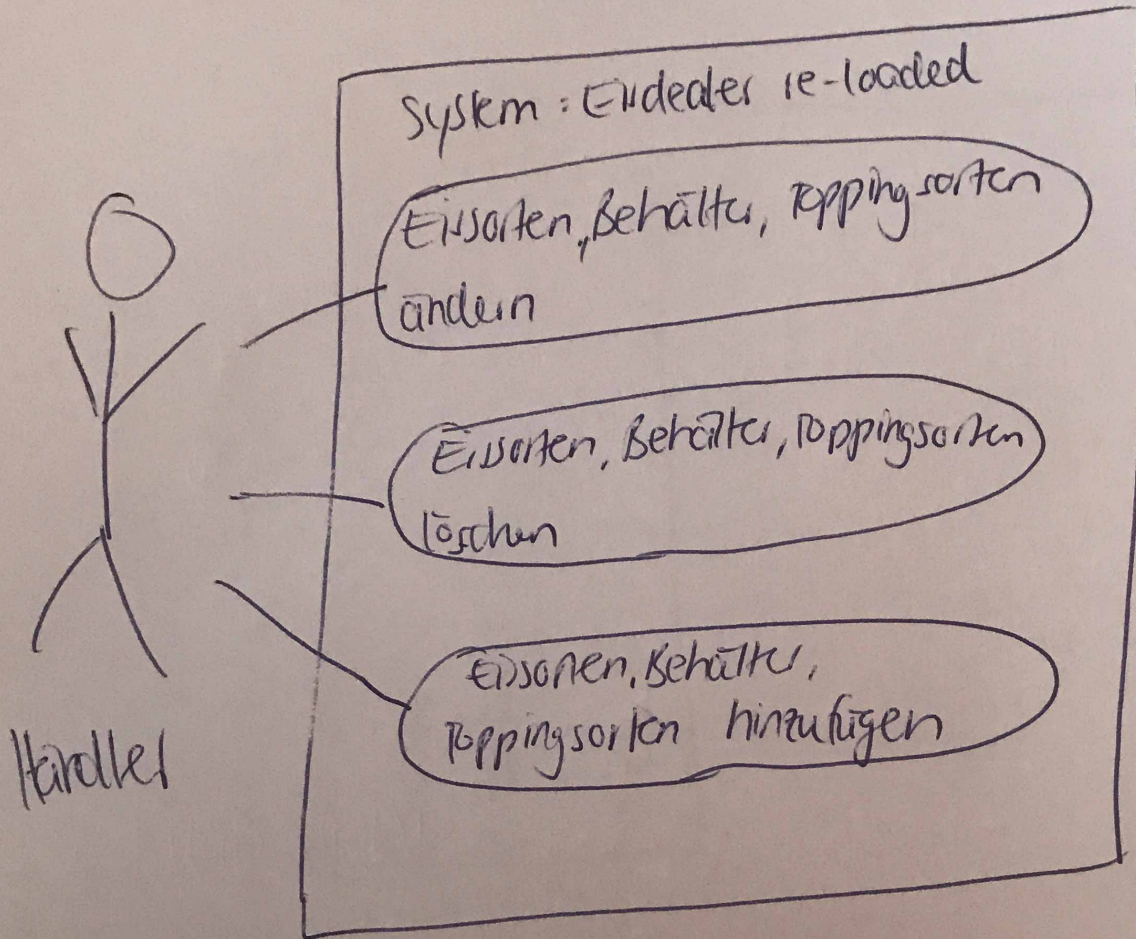 System: Eisdealer re-loaded
Eissorten, Behälter, Toppingsorten
ändern
Eissorten, Behälter, Toppingsorten
löschen
Eissorten, Behälter,
Toppingsorten hinzufügen
Händler